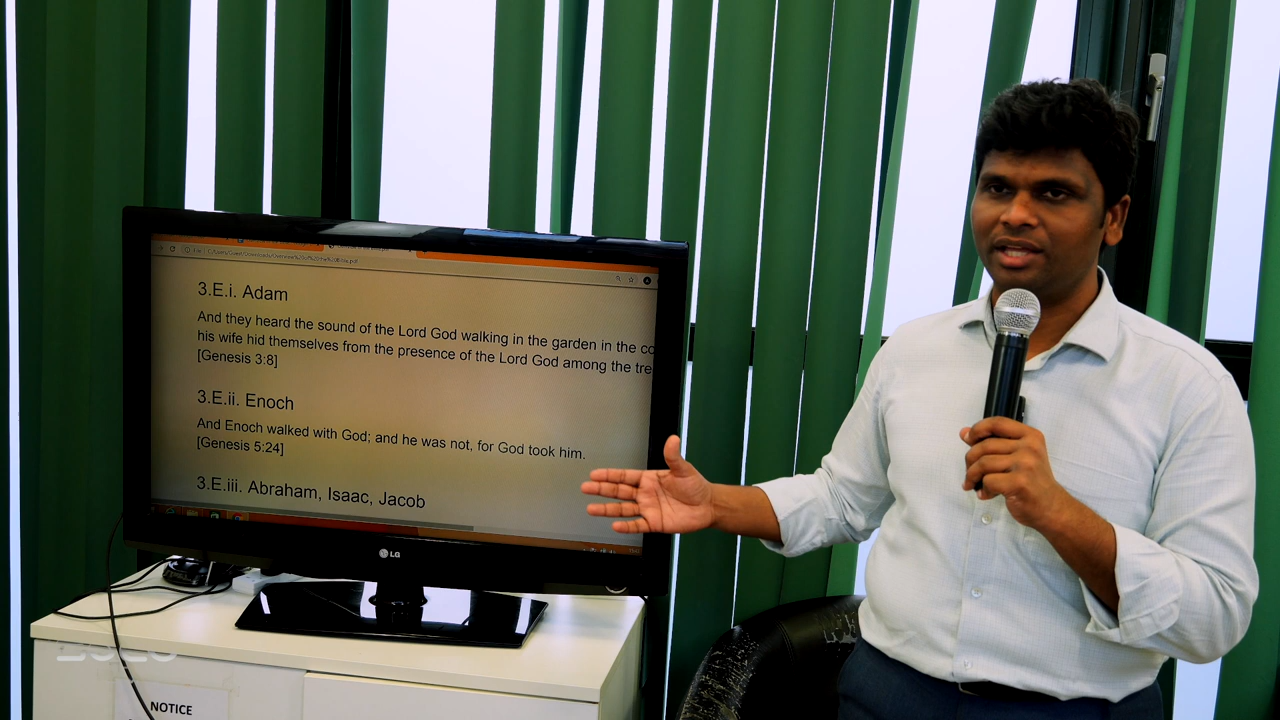 3.E.i. Adam
And they heard the sound of the Lord God walking in the garden in the co
his wife hid themselves from the presence of the Lord God among the tre
[Genesis 3:8]
3.E.ii. Enoch
And Enoch walked with God; and he was not, for God took him.
[Genesis 5:24]
3.E.iii. Abraham, Isaac, Jacob
LG
NOTICE